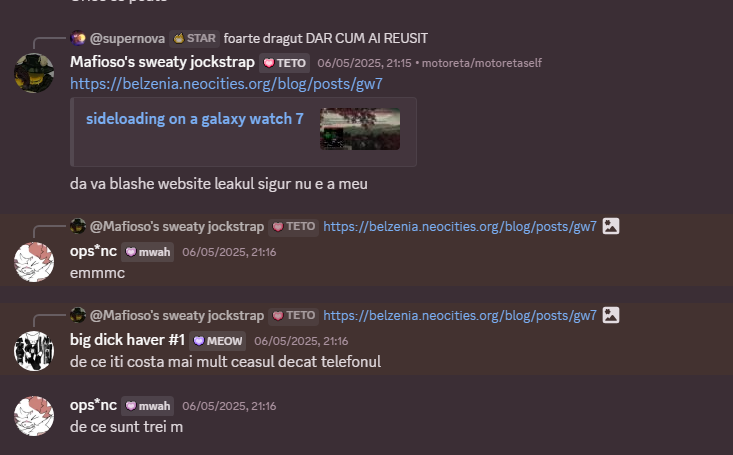 @supernova STAR foarte dragut DAR CUM AI REUSIT
Mafioso's sweaty jockstrap TETO 06/05/2025, 21:15 • motoreta/motoretaself
https://belzenia.neocities.org/blog/posts/gw7
sideloading on a galaxy watch 7
da va blashe website leakul sigur nu e a meu
@Mafioso's sweaty jockstrap TETO https://belzenia.neocities.org/blog/posts/gw7
ops*nc mwah 06/05/2025, 21:16
emmmc
@Mafioso's sweaty jockstrap TETO https://belzenia.neocities.org/blog/posts/gw7
big dick haver #1 MEOW 06/05/2025, 21:16
de ce iti costa mai mult ceasul decat telefonul
ops*nc mwah 06/05/2025, 21:16
de ce sunt trei m